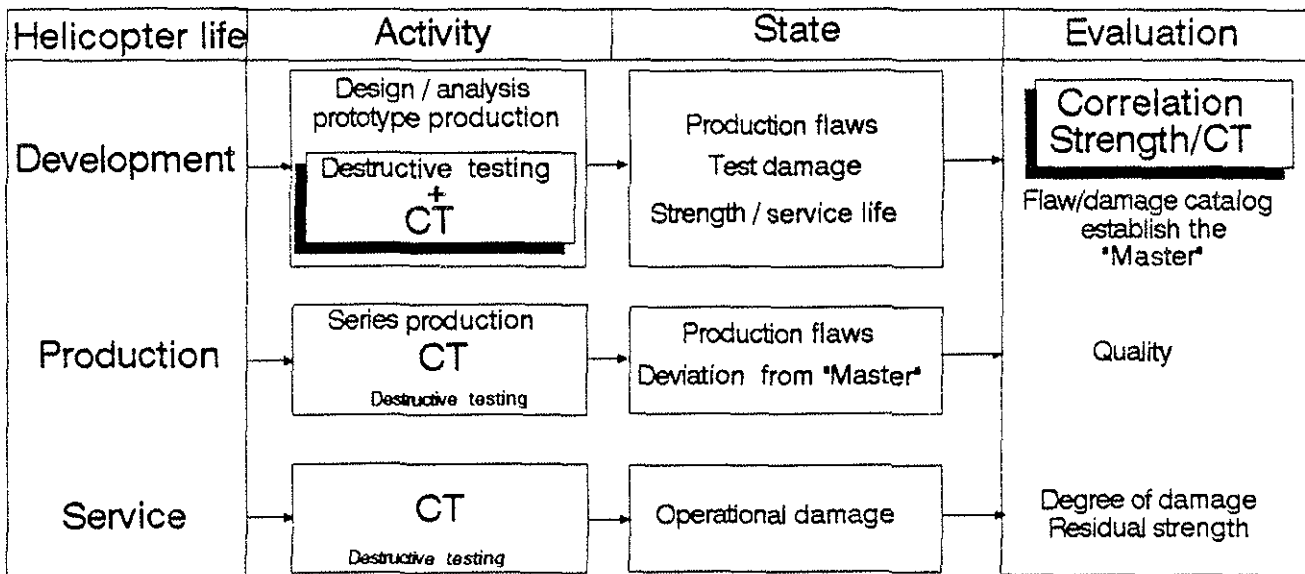 Helicopter life
Activity
State
Evaluation
Development
Design / analysis
prototype production
Destructive testing
+
CT
Production flaws
Test damage
Strength / service life
Correlation
Strength/CT
Flaw/damage catalog
establish the
"Master"
Production
Series production
CT
Destructive testing
Production flaws
Deviation from "Master"
Quality
Service
CT
Destructive testing
Operational damage
Degree of damage
Residual strength